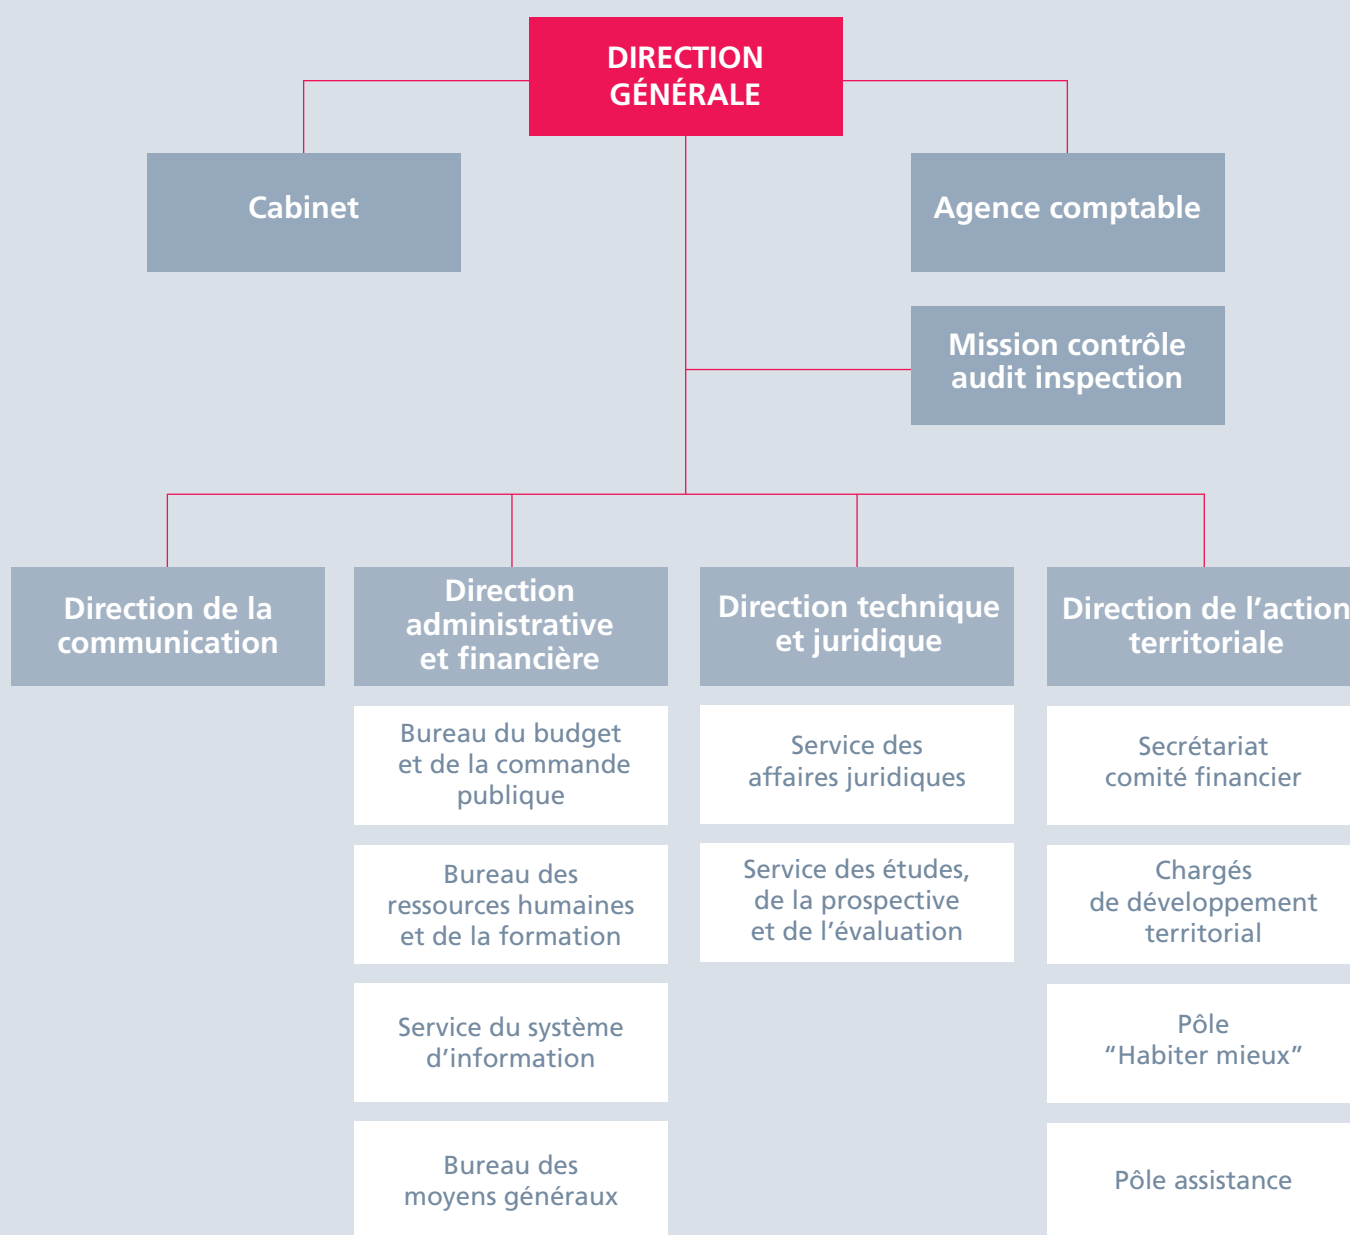 DIRECTION
GÉNÉRALE
Cabinet
Agence comptable
Mission contrôle
audit inspection
Direction de la
communication
Direction
administrative
et financière
Direction technique
et juridique
Direction de l’action
territoriale
Bureau du budget
et de la commande
publique
Bureau des
ressources humaines
et de la formation
Service du système
d’information
Bureau des
moyens généraux
Service des
affaires juridiques
Service des études,
de la prospective
et de l’évaluation
Secrétariat
comité financier
Chargés
de développement
territorial
Pôle
“Habiter mieux”
Pôle assistance